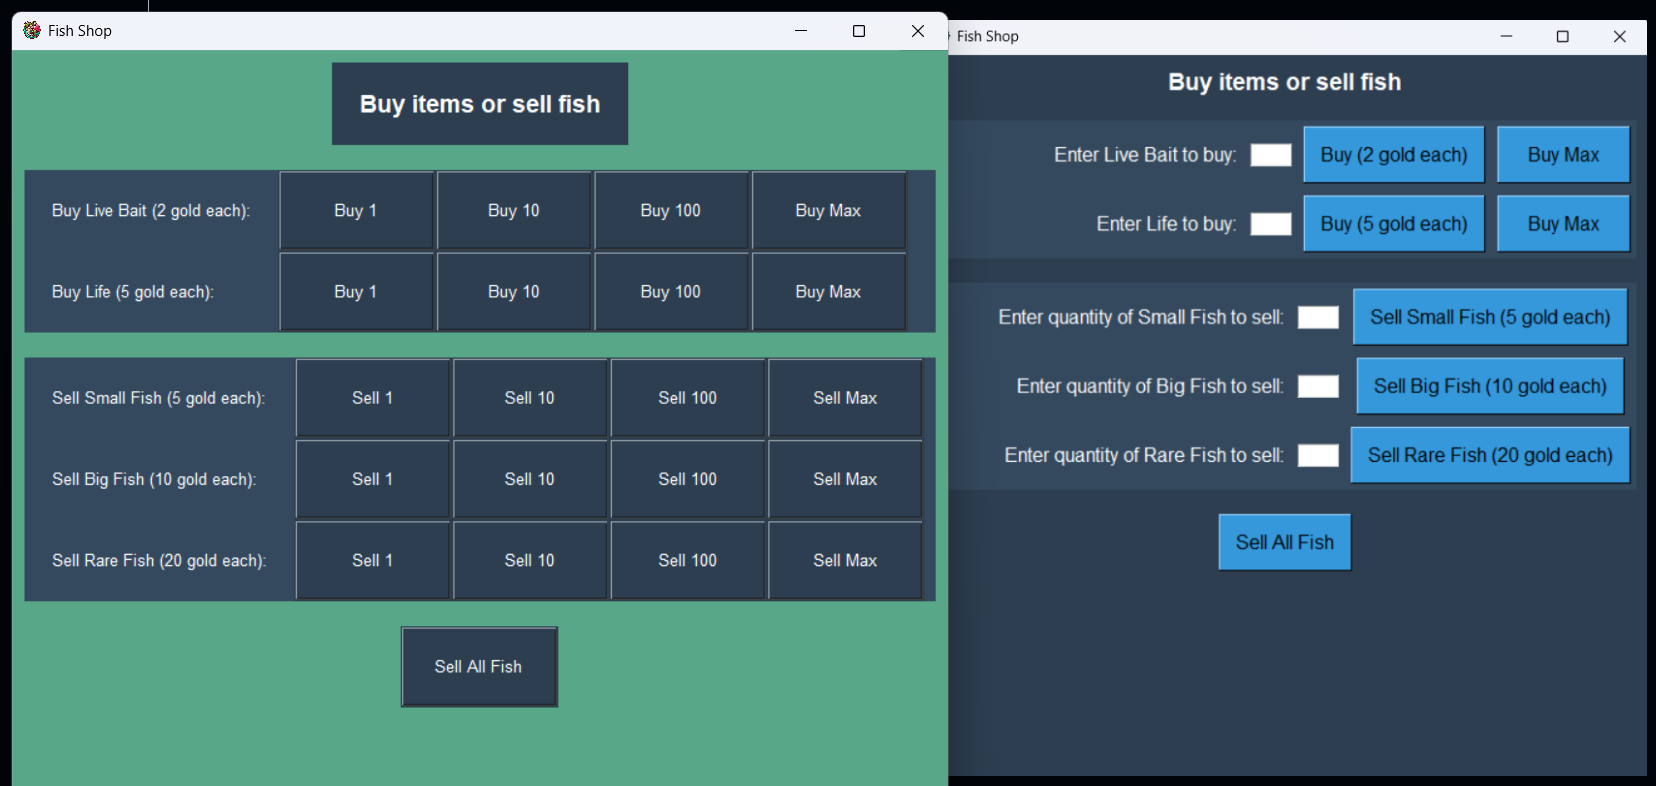 Fish Shop
Buy items or sell fish
Buy Live Bait (2 gold each): Buy 1 Buy 10 Buy 100 Buy Max
Buy Life (5 gold each): Buy 1 Buy 10 Buy 100 Buy Max
Sell Small Fish (5 gold each): Sell 1 Sell 10 Sell 100 Sell Max
Sell Big Fish (10 gold each): Sell 1 Sell 10 Sell 100 Sell Max
Sell Rare Fish (20 gold each): Sell 1 Sell 10 Sell 100 Sell Max
Sell All Fish
Fish Shop
Buy items or sell fish
Enter Live Bait to buy: Buy (2 gold each) Buy Max
Enter Life to buy: Buy (5 gold each) Buy Max
Enter quantity of Small Fish to sell: Sell Small Fish (5 gold each)
Enter quantity of Big Fish to sell: Sell Big Fish (10 gold each)
Enter quantity of Rare Fish to sell: Sell Rare Fish (20 gold each)
Sell All Fish